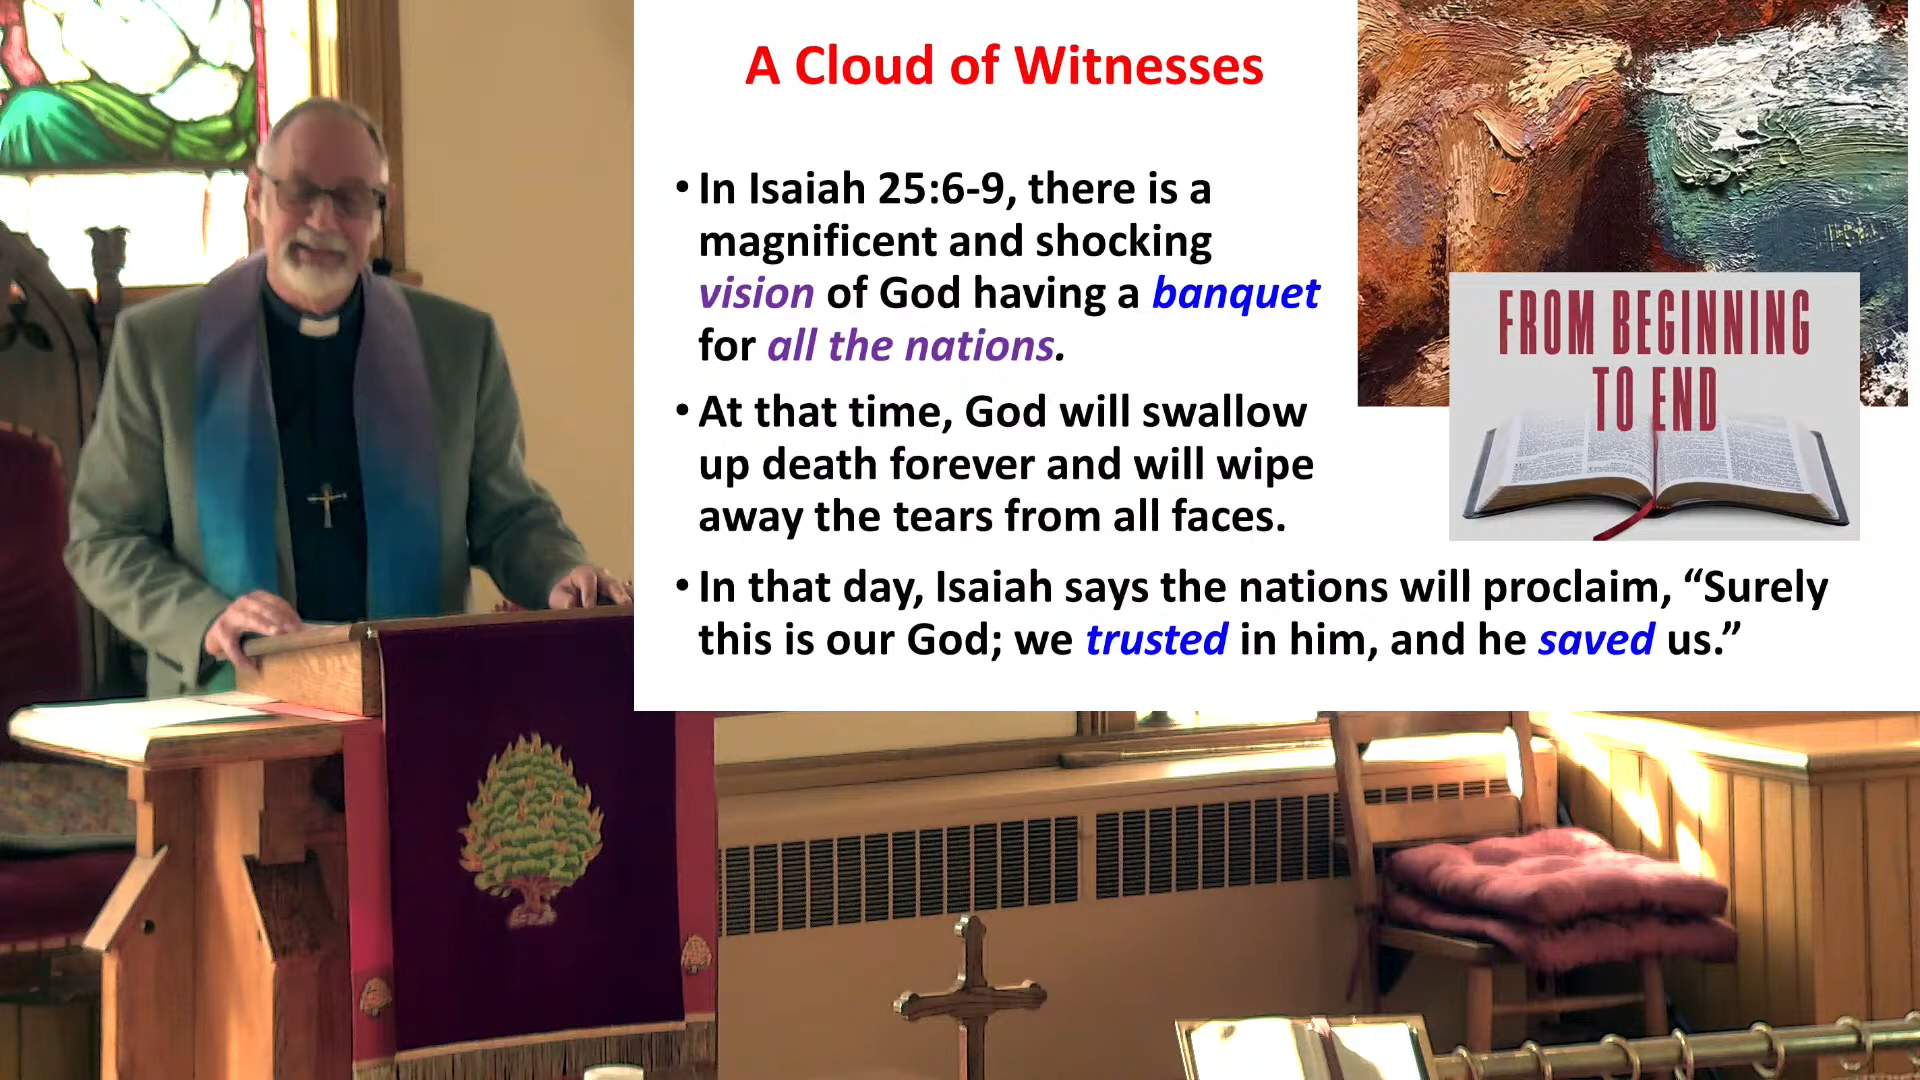 A Cloud of Witnesses
• In Isaiah 25:6-9, there is a
magnificent and shocking
vision of God having a banquet
for all the nations.
• At that time, God will swallow
up death forever and will wipe
away the tears from all faces.
• In that day, Isaiah says the nations will proclaim, “Surely
this is our God; we trusted in him, and he saved us.”
FROM BEGINNING
TO END